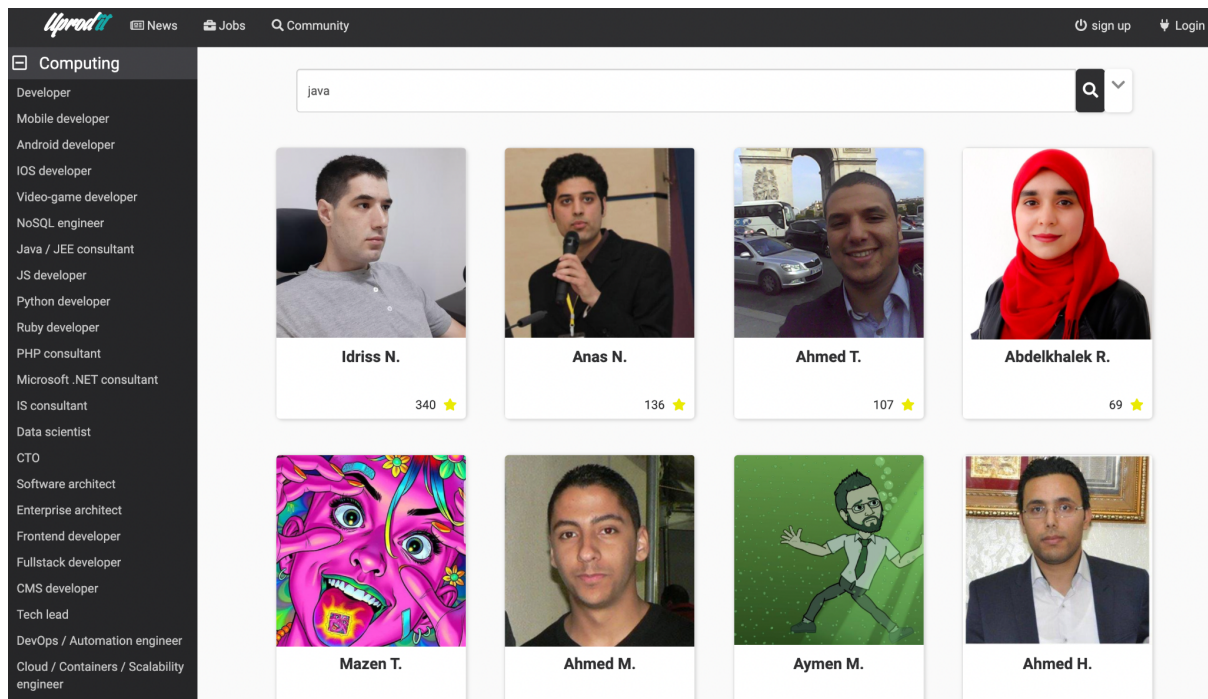 Uprodit News Jobs Community sign up Login
Computing
Developer
Mobile developer
Android developer
IOS developer
Video-game developer
NoSQL engineer
Java / JEE consultant
JS developer
Python developer
Ruby developer
PHP consultant
Microsoft .NET consultant
IS consultant
Data scientist
CTO
Software architect
Enterprise architect
Frontend developer
Fullstack developer
CMS developer
Tech lead
DevOps / Automation engineer
Cloud / Containers / Scalability
engineer
java
Idriss N. Anas N. Ahmed T. Abdelkhalek R.
340 136 107 69
Mazen T. Ahmed M. Aymen M. Ahmed H.